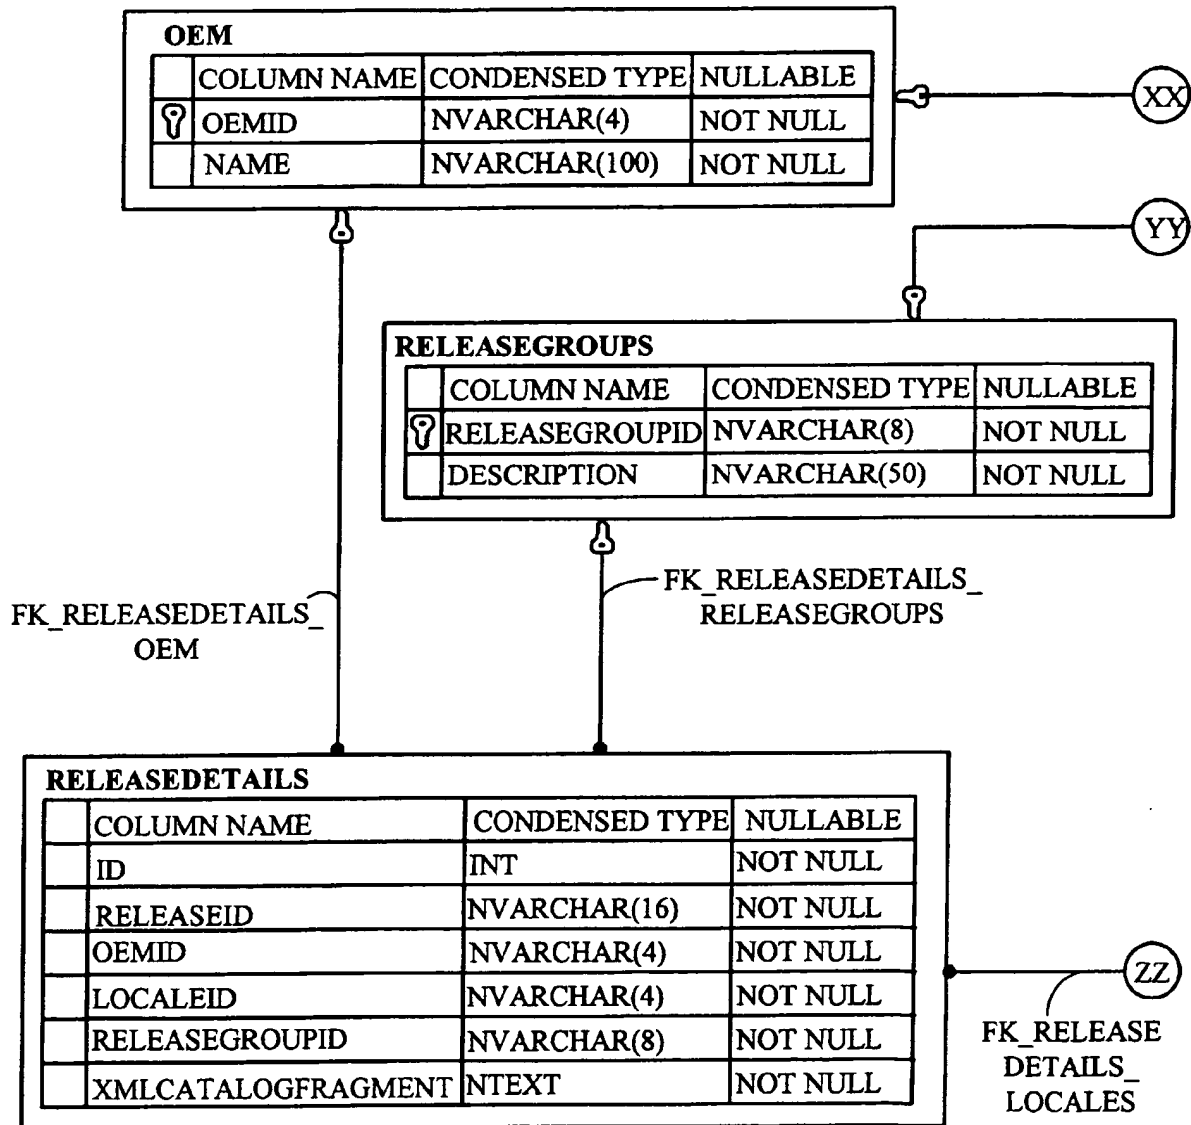 OEM
COLUMN NAME CONDENSED TYPE NULLABLE
OEMID NVARCHAR(4) NOT NULL
NAME NVARCHAR(100) NOT NULL
XX
YY
RELEASEGROUPS
COLUMN NAME CONDENSED TYPE NULLABLE
RELEASEGROUPID NVARCHAR(8) NOT NULL
DESCRIPTION NVARCHAR(50) NOT NULL
FK_RELEASEDETAILS_
OEM
FK_RELEASEDETAILS_
RELEASEGROUPS
RELEASEDETAILS
COLUMN NAME CONDENSED TYPE NULLABLE
ID INT NOT NULL
RELEASEID NVARCHAR(16) NOT NULL
OEMID NVARCHAR(4) NOT NULL
LOCALEID NVARCHAR(4) NOT NULL
RELEASEGROUPID NVARCHAR(8) NOT NULL
XMLCATALOGFRAGMENT NTEXT NOT NULL
ZZ
FK_RELEASE
DETAILS_
LOCALES